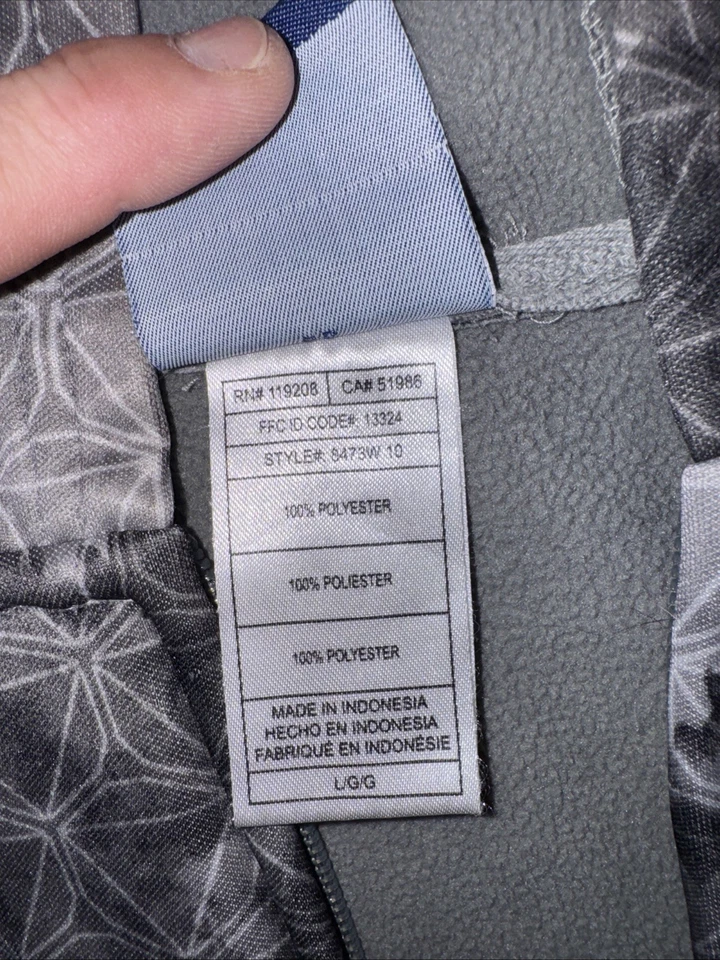 RN# 119208 CA# 51986
FFC ID CODE#: 13324
STYLE#: 8473W 10
100% POLYESTER
100% POLIESTER
100% POLYESTER
MADE IN INDONESIA
HECHO EN INDONESIA
FABRIQUÉ EN INDONÉSIE
L/G/G